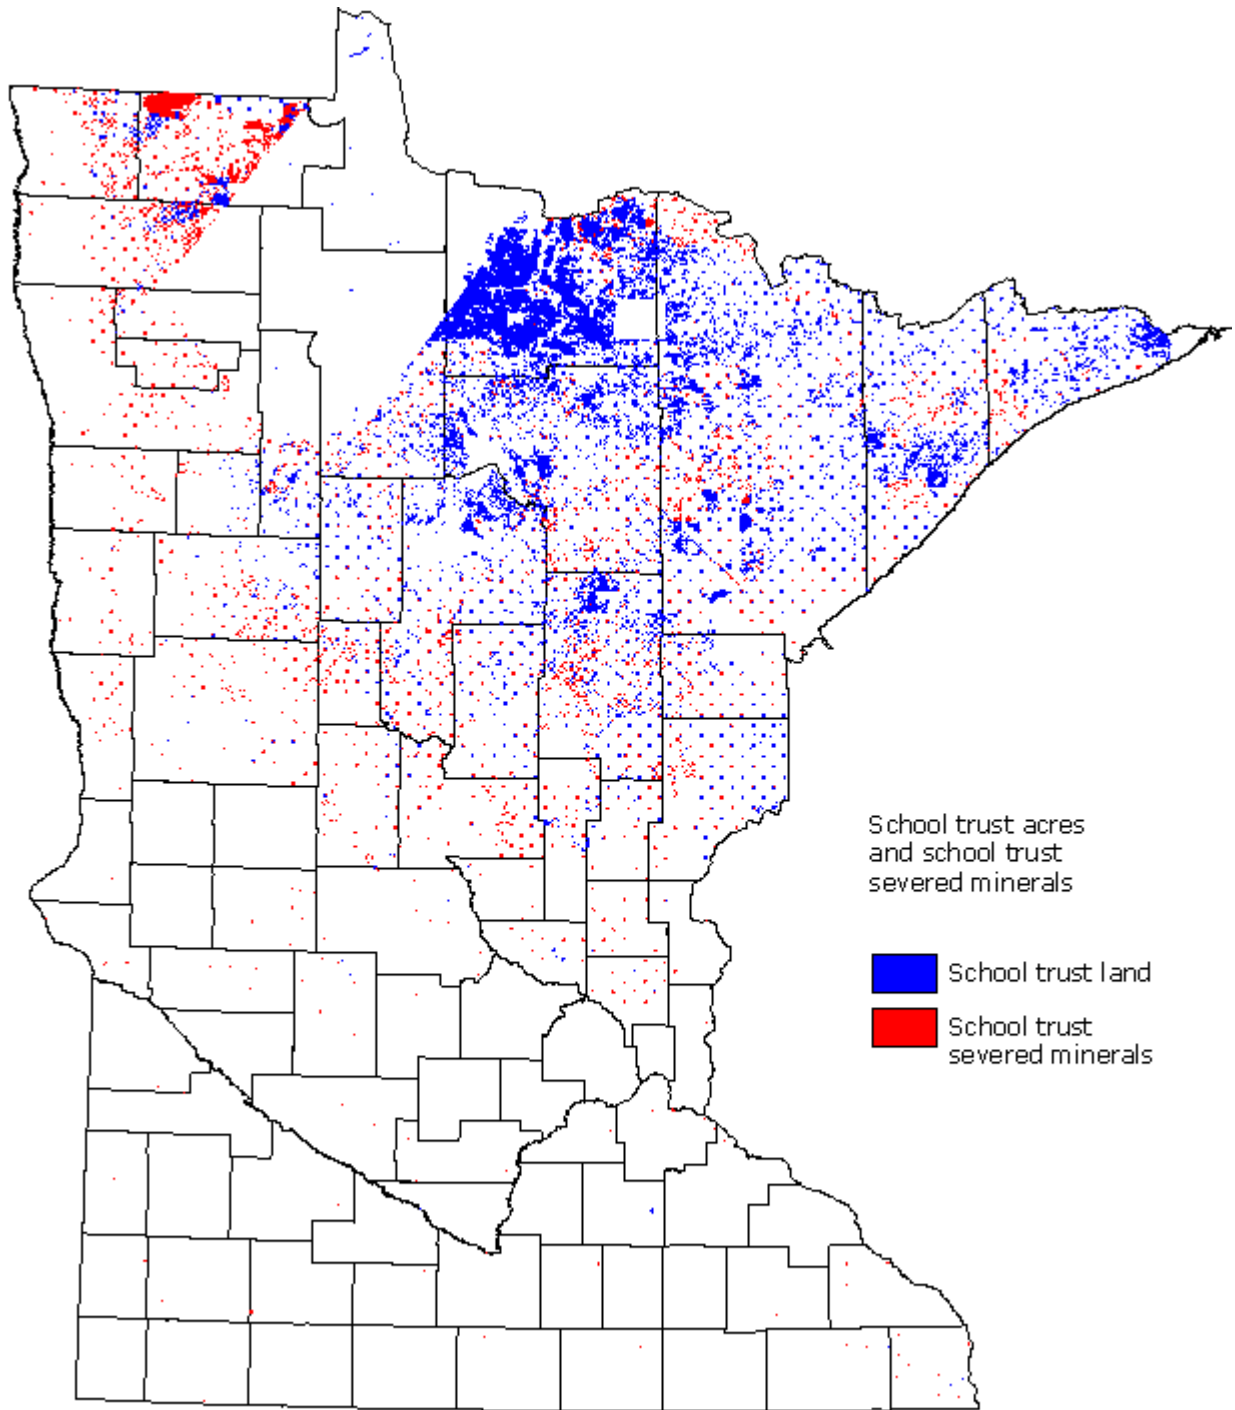 School trust acres
and school trust
severed minerals
School trust land
School trust
severed minerals